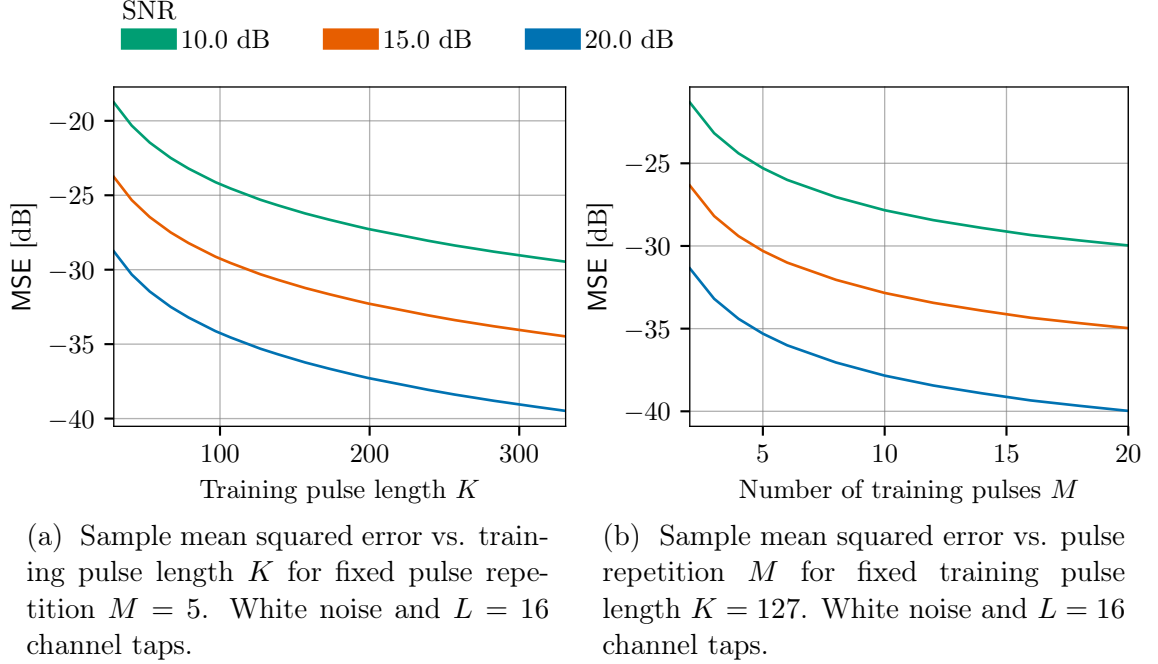 SNR
10.0 dB 15.0 dB 20.0 dB
MSE [dB]
−20
−25
−30
−35
−40
100 200 300
Training pulse length K
MSE [dB]
−25
−30
−35
−40
5 10 15 20
Number of training pulses M
(a) Sample mean squared error vs. train-
ing pulse length K for fixed pulse repe-
tition M = 5. White noise and L = 16
channel taps.
(b) Sample mean squared error vs. pulse
repetition M for fixed training pulse
length K = 127. White noise and L = 16
channel taps.